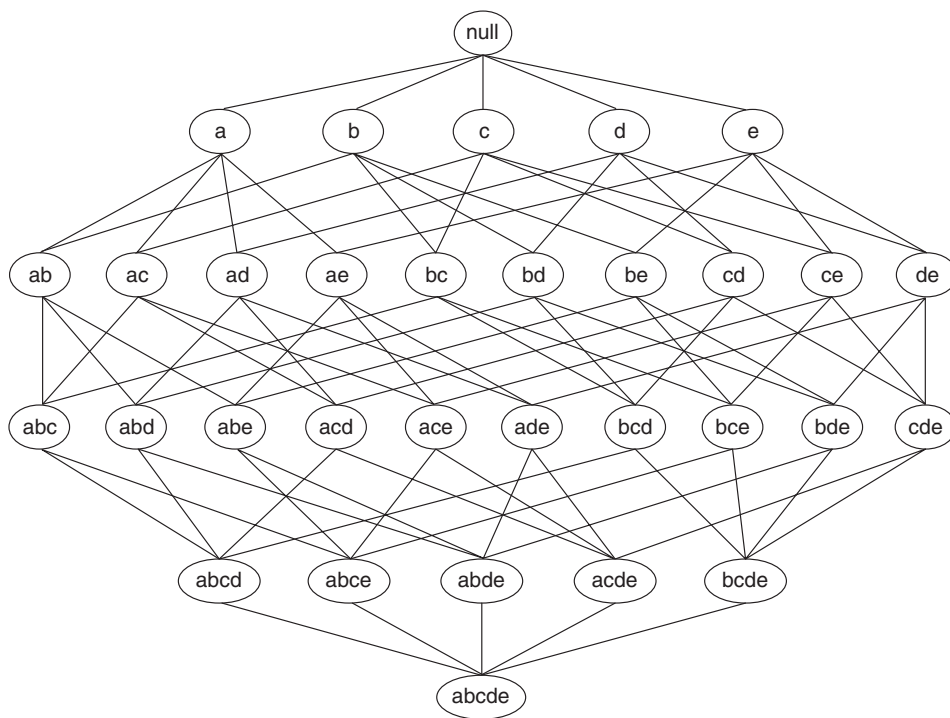 null
a b c d e
ab ac ad ae bc bd be cd ce de
abc abd abe acd ace ade bcd bce bde cde
abcd abce abde acde bcde
abcde